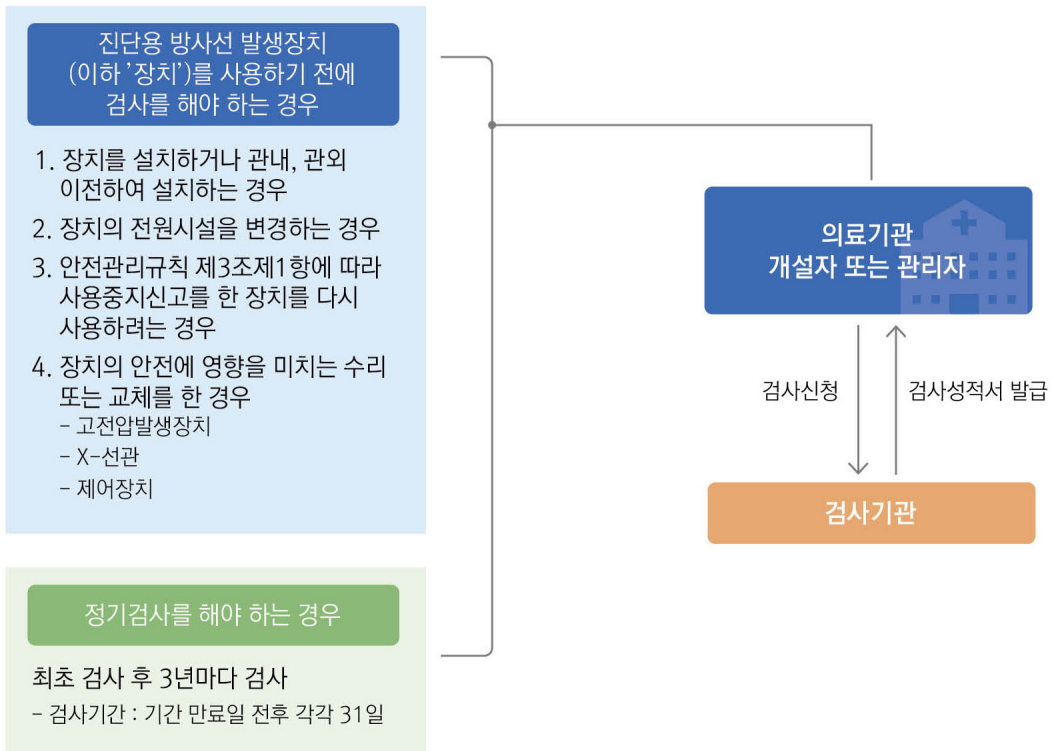 진단용 방사선 발생장치
(이하 '장치')를 사용하기 전에
검사를 해야 하는 경우
1. 장치를 설치하거나 관내, 관외
이전하여 설치하는 경우
2. 장치의 전원시설을 변경하는 경우
3. 안전관리규칙 제3조제1항에 따라
사용중지신고를 한 장치를 다시
사용하려는 경우
4. 장치의 안전에 영향을 미치는 수리
또는 교체를 한 경우
- 고전압발생장치
- X-선관
- 제어장치
정기검사를 해야 하는 경우
최초 검사 후 3년마다 검사
- 검사기간 : 기간 만료일 전후 각각 31일
의료기관
개설자 또는 관리자
검사신청
검사성적서 발급
검사기관